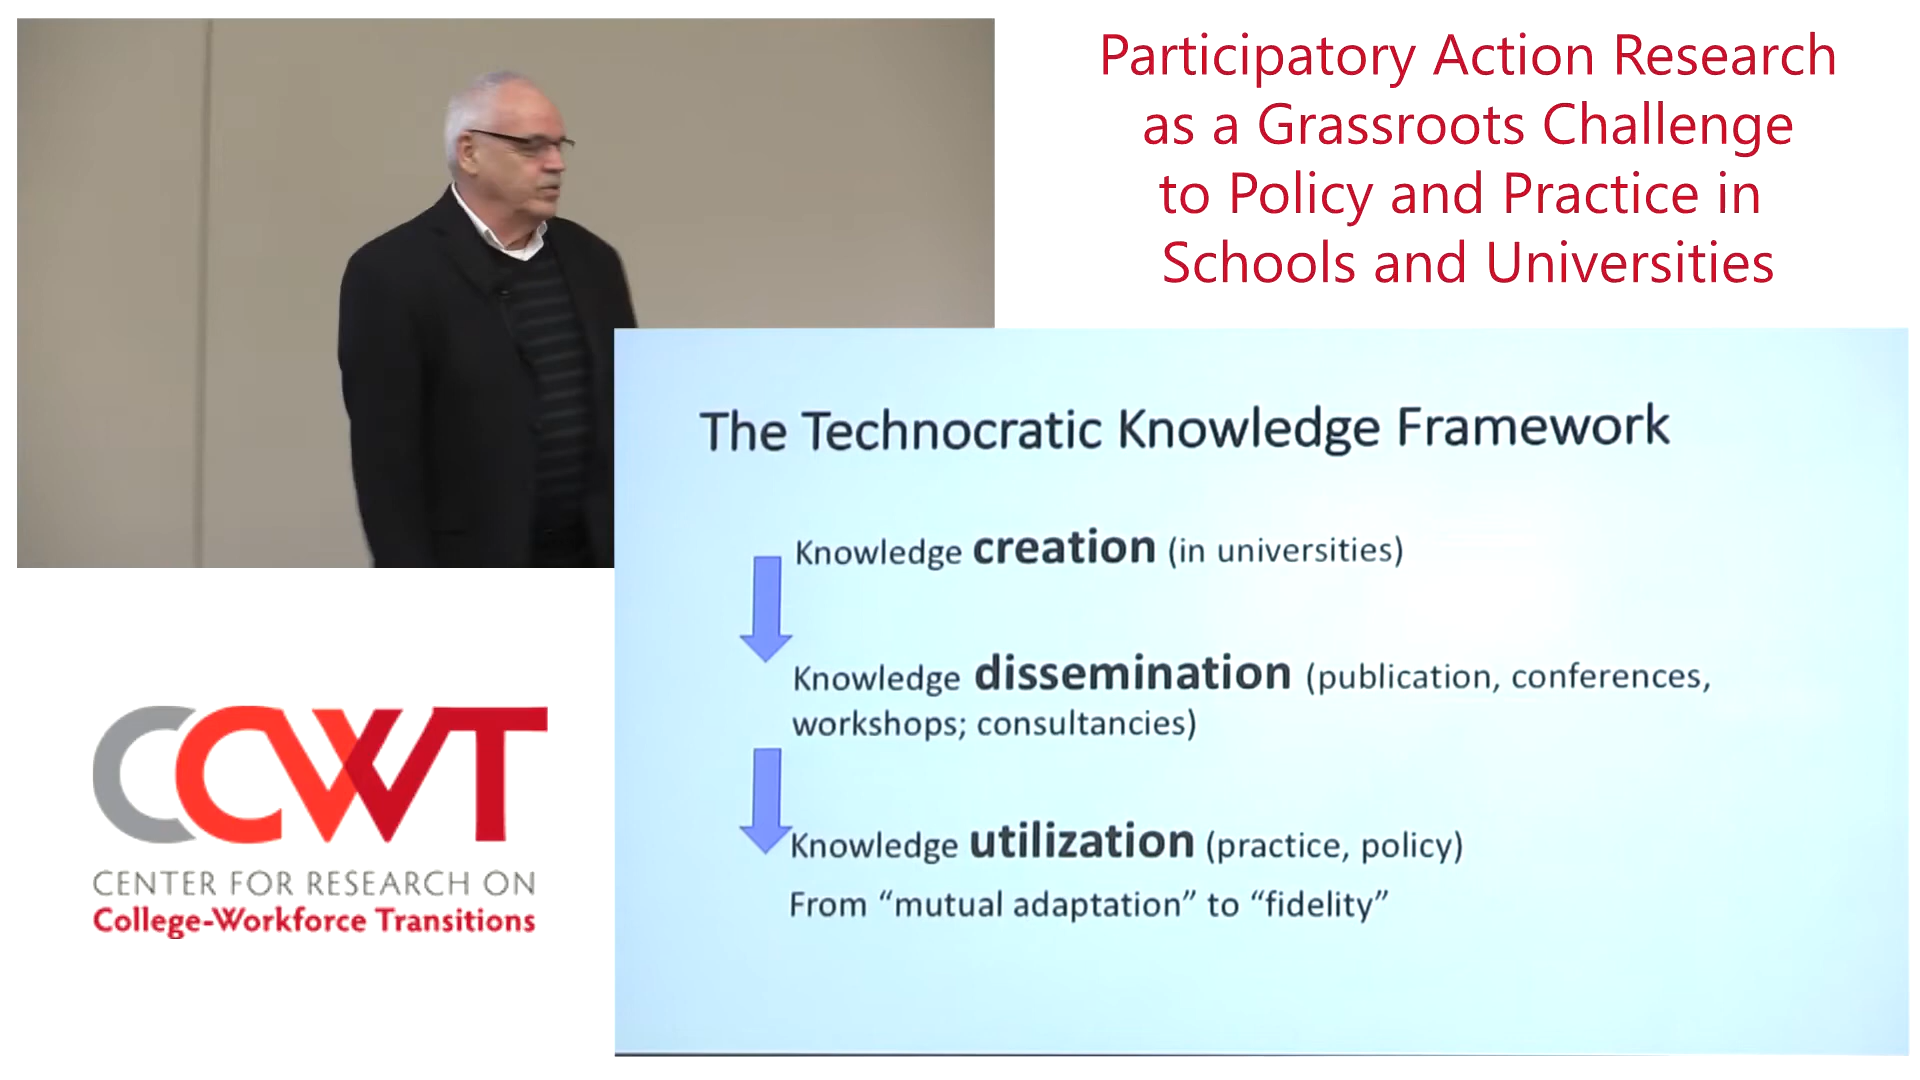 Participatory Action Research
as a Grassroots Challenge
to Policy and Practice in
Schools and Universities
The Technocratic Knowledge Framework
Knowledge creation (in universities)
Knowledge dissemination (publication, conferences,
workshops; consultancies)
Knowledge utilization (practice, policy)
From “mutual adaptation” to “fidelity”
CCWT
CENTER FOR RESEARCH ON
College-Workforce Transitions